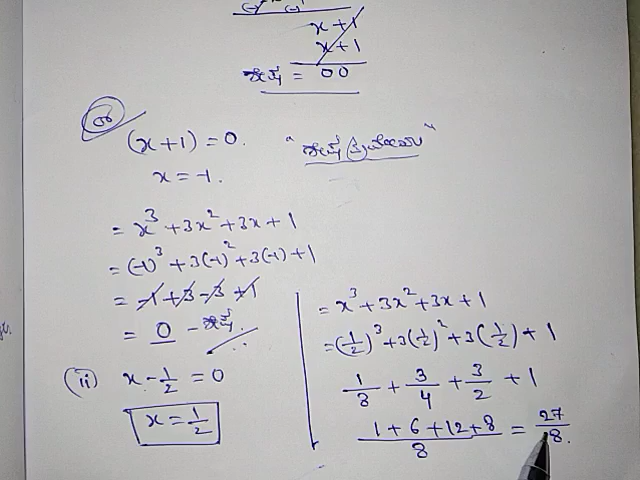 x+1
x+1
ಶೇಷ = 00
(x+1) = 0. "ಶೇಷ ಪ್ರಮೇಯ"
x = -1.
= x³ + 3x² + 3x + 1
= (-1)³ + 3(-1)² + 3(-1) + 1
= -1 + 3 - 3 + 1
= 0 - ಶೇಷ.
(ii) x - 1/2 = 0
x = 1/2
= x³ + 3x² + 3x + 1
= (1/2)³ + 3(1/2)² + 3(1/2) + 1
1/8 + 3/4 + 3/2 + 1
1 + 6 + 12 + 8 / 8 = 27/8.